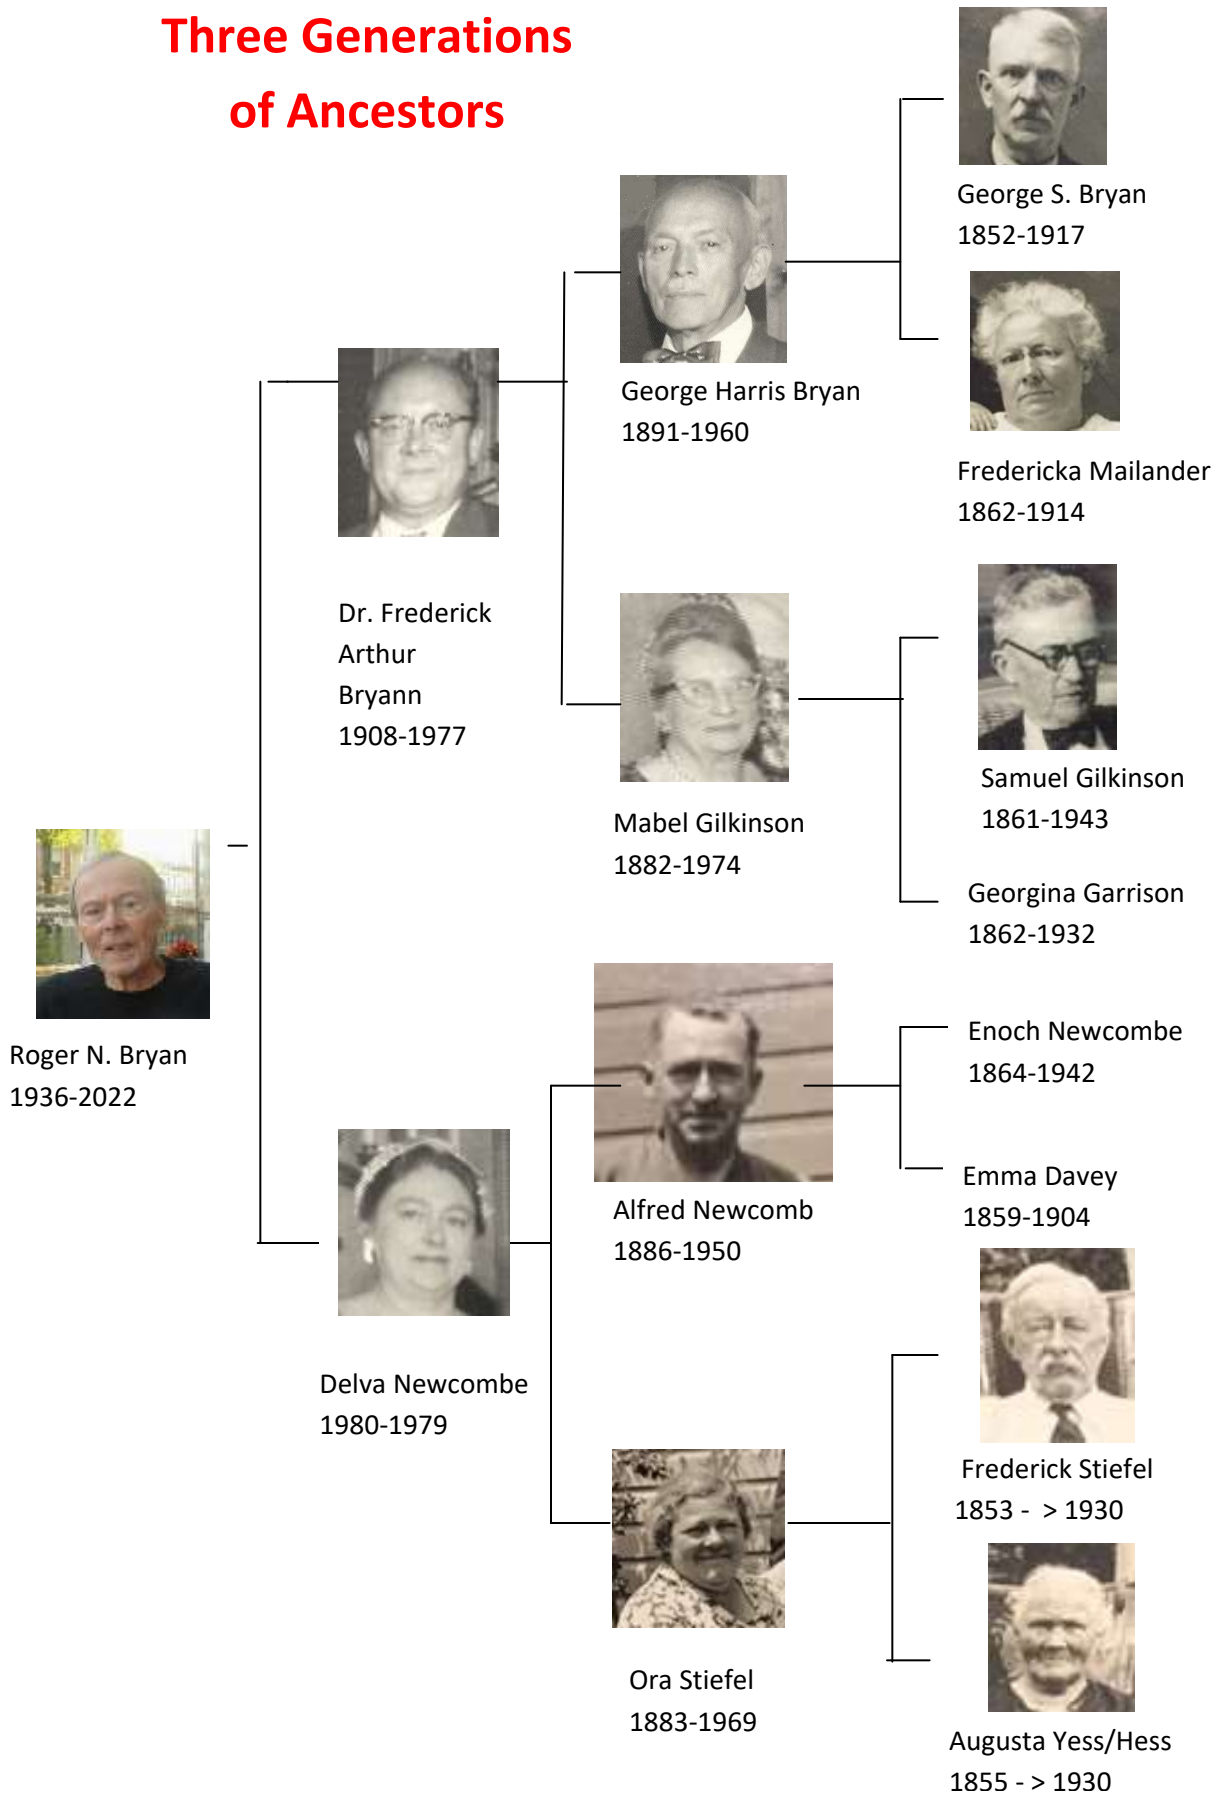 Three Generations
of Ancestors
George S. Bryan
1852-1917
Fredericka Mailander
1862-1914
George Harris Bryan
1891-1960
Dr. Frederick
Arthur
Bryann
1908-1977
Samuel Gilkinson
1861-1943
Mabel Gilkinson
1882-1974
Georgina Garrison
1862-1932
Roger N. Bryan
1936-2022
Enoch Newcombe
1864-1942
Emma Davey
1859-1904
Alfred Newcomb
1886-1950
Delva Newcombe
1980-1979
Frederick Stiefel
1853 -  > 1930
Ora Stiefel
1883-1969
Augusta Yess/Hess
1855 - > 1930